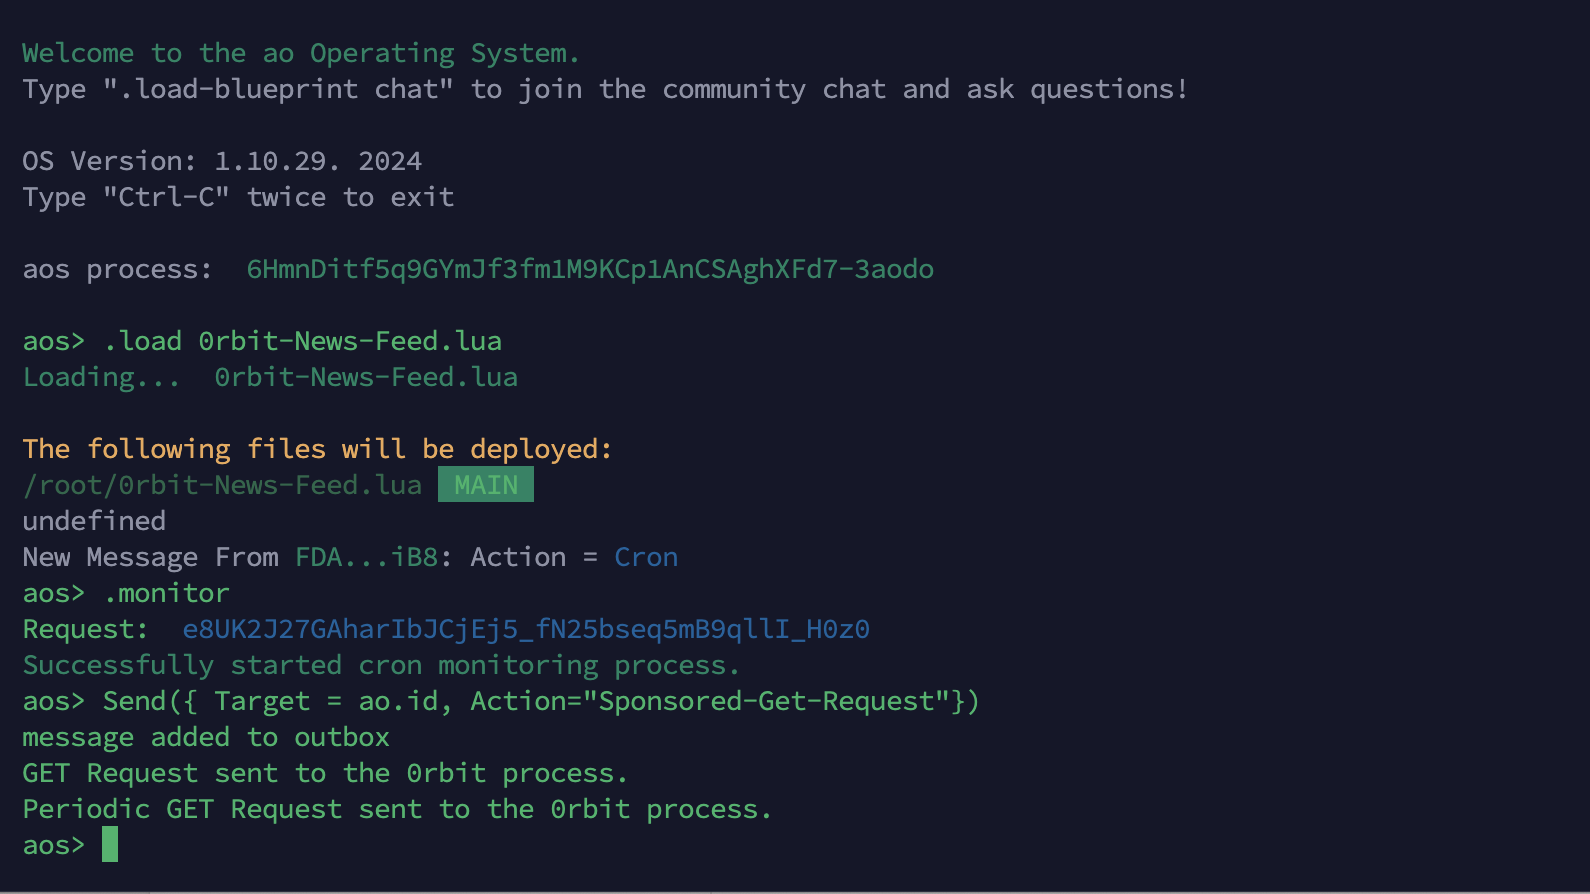 Welcome to the ao Operating System.
Type ".load-blueprint chat" to join the community chat and ask questions!
OS Version: 1.10.29. 2024
Type "Ctrl-C" twice to exit
aos process:  6HmnDitf5q9GYmJf3fm1M9KCp1AnCSAghXFd7-3aodo
aos> .load 0rbit-News-Feed.lua
Loading...  0rbit-News-Feed.lua
The following files will be deployed:
/root/0rbit-News-Feed.lua MAIN
undefined
New Message From FDA...iB8: Action = Cron
aos> .monitor
Request:  e8UK2J27GAharIbJCjEj5_fN25bseq5mB9qllI_H0z0
Successfully started cron monitoring process.
aos> Send({ Target = ao.id, Action="Sponsored-Get-Request"})
message added to outbox
GET Request sent to the 0rbit process.
Periodic GET Request sent to the 0rbit process.
aos>